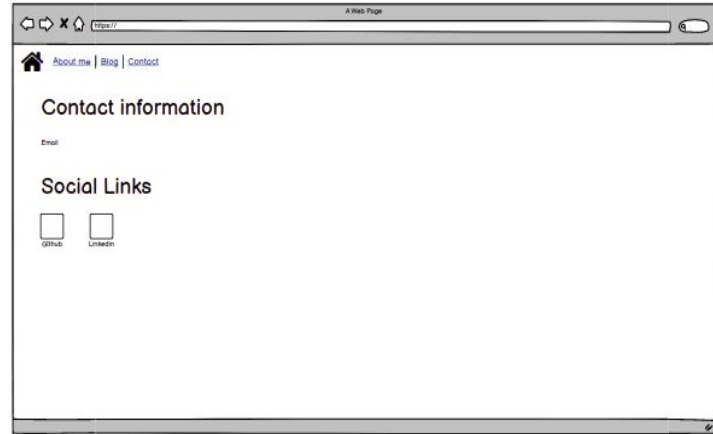 A Web Page
https://
About me | Blog | Contact
Contact information
Email
Social Links
Github Linkedin